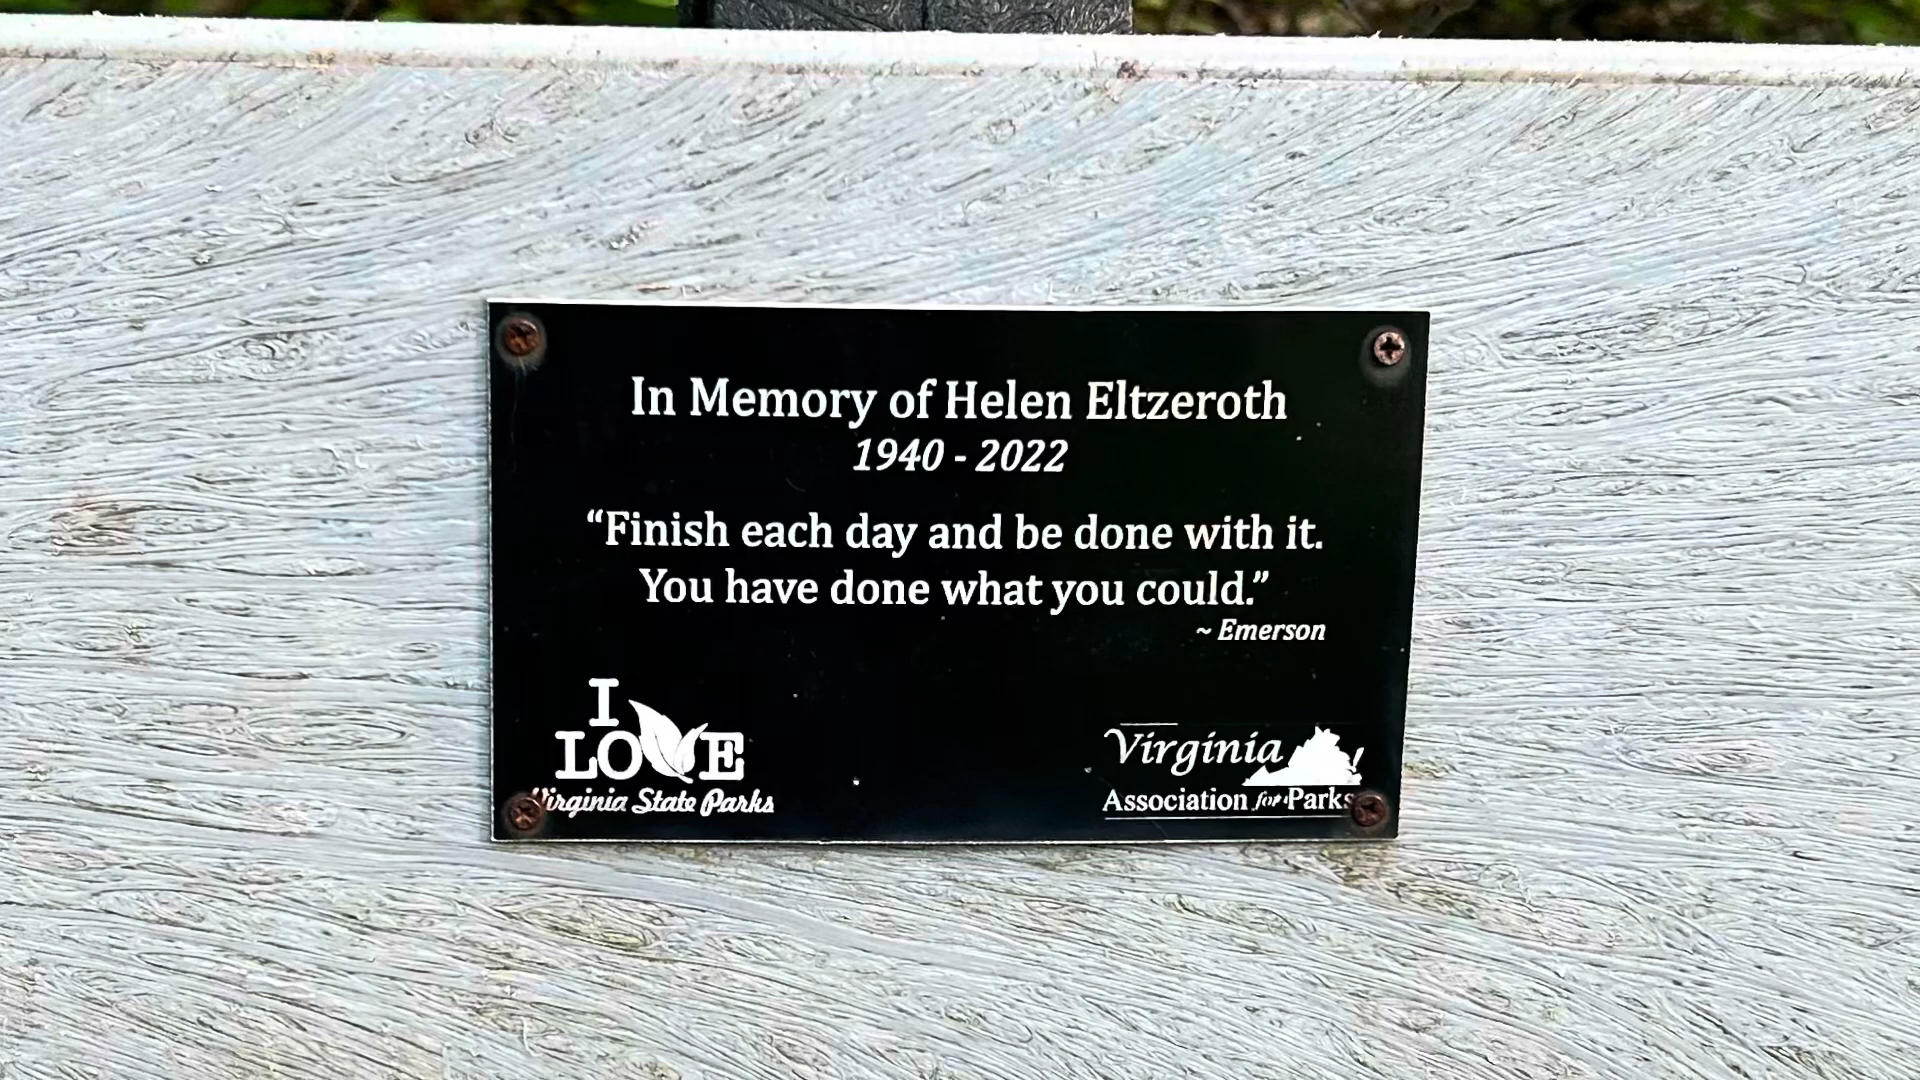 In Memory of Helen Eltzeroth
1940 - 2022
“Finish each day and be done with it.
You have done what you could.”
~ Emerson
I
LOVE
Virginia State Parks
Virginia
Association for Parks